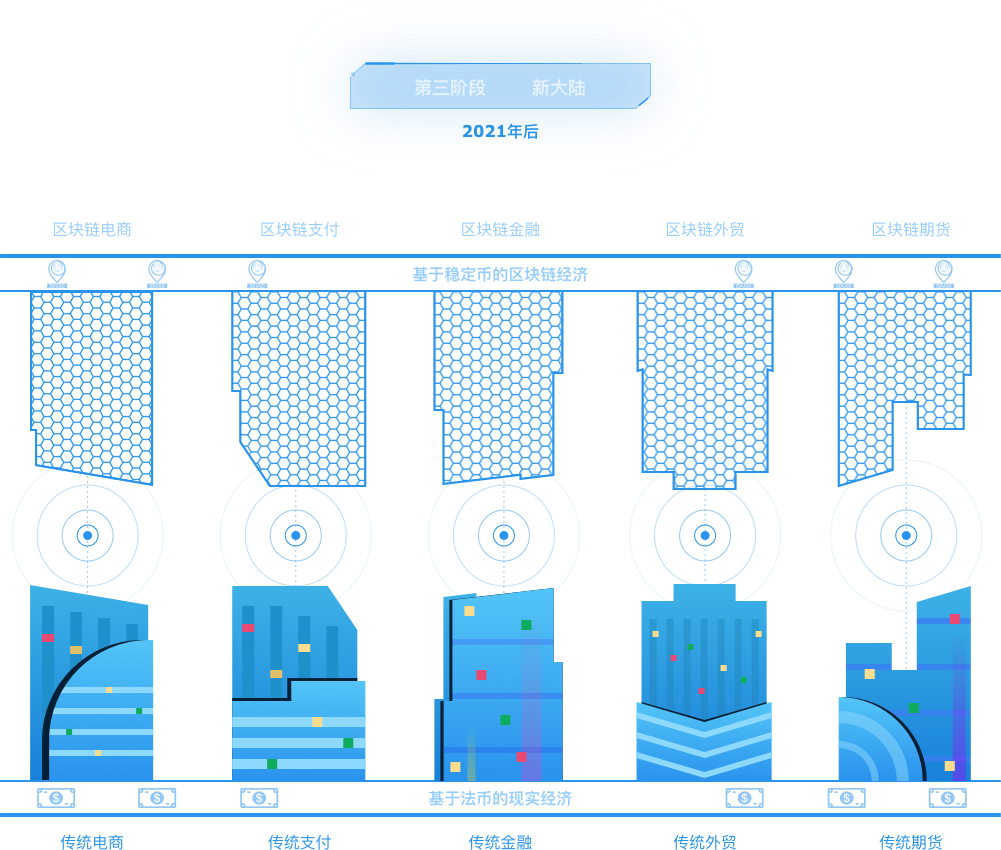 第三阶段 新大陆
2021年后
区块链电商 区块链支付 区块链金融 区块链外贸 区块链期货
基于稳定币的区块链经济
基于法币的现实经济
传统电商 传统支付 传统金融 传统外贸 传统期货